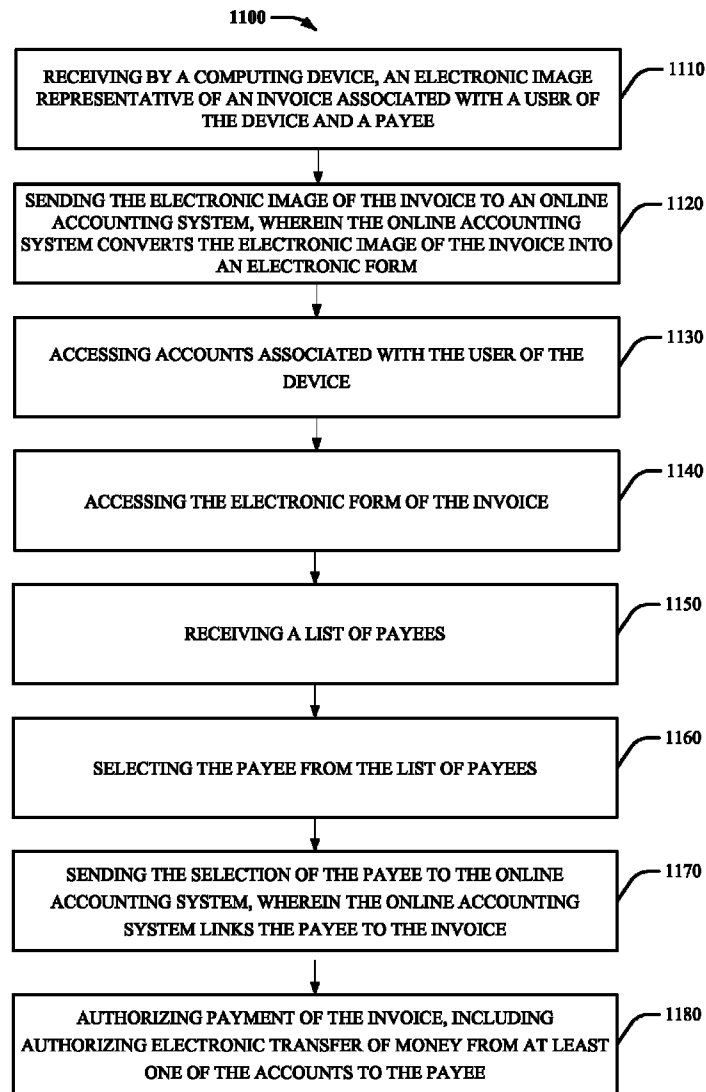 1100
RECEIVING BY A COMPUTING DEVICE, AN ELECTRONIC IMAGE
REPRESENTATIVE OF AN INVOICE ASSOCIATED WITH A USER OF
THE DEVICE AND A PAYEE
1110
SENDING THE ELECTRONIC IMAGE OF THE INVOICE TO AN ONLINE
ACCOUNTING SYSTEM, WHEREIN THE ONLINE ACCOUNTING
SYSTEM CONVERTS THE ELECTRONIC IMAGE OF THE INVOICE INTO
AN ELECTRONIC FORM
1120
ACCESSING ACCOUNTS ASSOCIATED WITH THE USER OF THE
DEVICE
1130
ACCESSING THE ELECTRONIC FORM OF THE INVOICE
1140
RECEIVING A LIST OF PAYEES
1150
SELECTING THE PAYEE FROM THE LIST OF PAYEES
1160
SENDING THE SELECTION OF THE PAYEE TO THE ONLINE
ACCOUNTING SYSTEM, WHEREIN THE ONLINE ACCOUNTING
SYSTEM LINKS THE PAYEE TO THE INVOICE
1170
AUTHORIZING PAYMENT OF THE INVOICE, INCLUDING
AUTHORIZING ELECTRONIC TRANSFER OF MONEY FROM AT LEAST
ONE OF THE ACCOUNTS TO THE PAYEE
1180